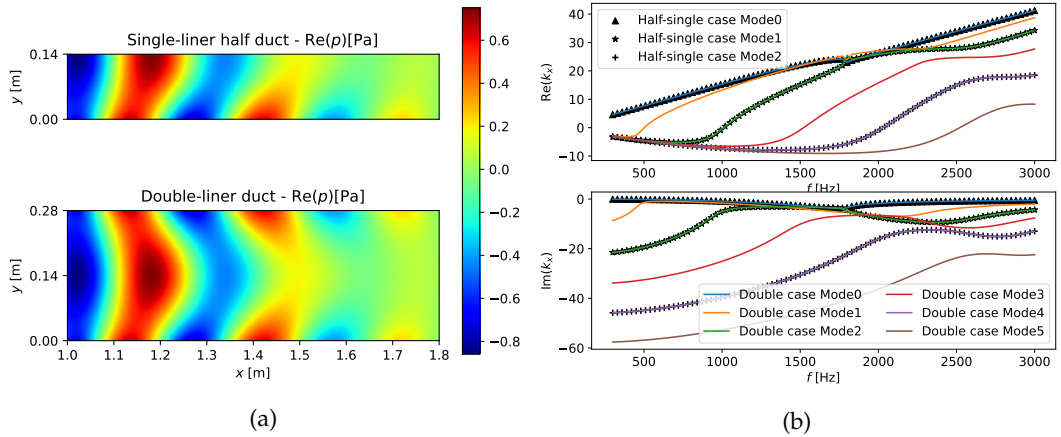 Single-liner half duct - Re(p)[Pa]
0.14
0.00
y [m]
Double-liner duct - Re(p)[Pa]
0.28
0.14
0.00
y [m]
1.0 1.1 1.2 1.3 1.4 1.5 1.6 1.7 1.8
x [m]
0.6
0.4
0.2
0.0
−0.2
−0.4
−0.6
−0.8
(a)
40
30
20
10
0
−10
Re(kₓ)
Half-single case Mode0
Half-single case Mode1
Half-single case Mode2
500 1000 1500 2000 2500 3000
f [Hz]
0
−20
−40
−60
Im(kₓ)
Double case Mode0
Double case Mode1
Double case Mode2
Double case Mode3
Double case Mode4
Double case Mode5
500 1000 1500 2000 2500 3000
f [Hz]
(b)